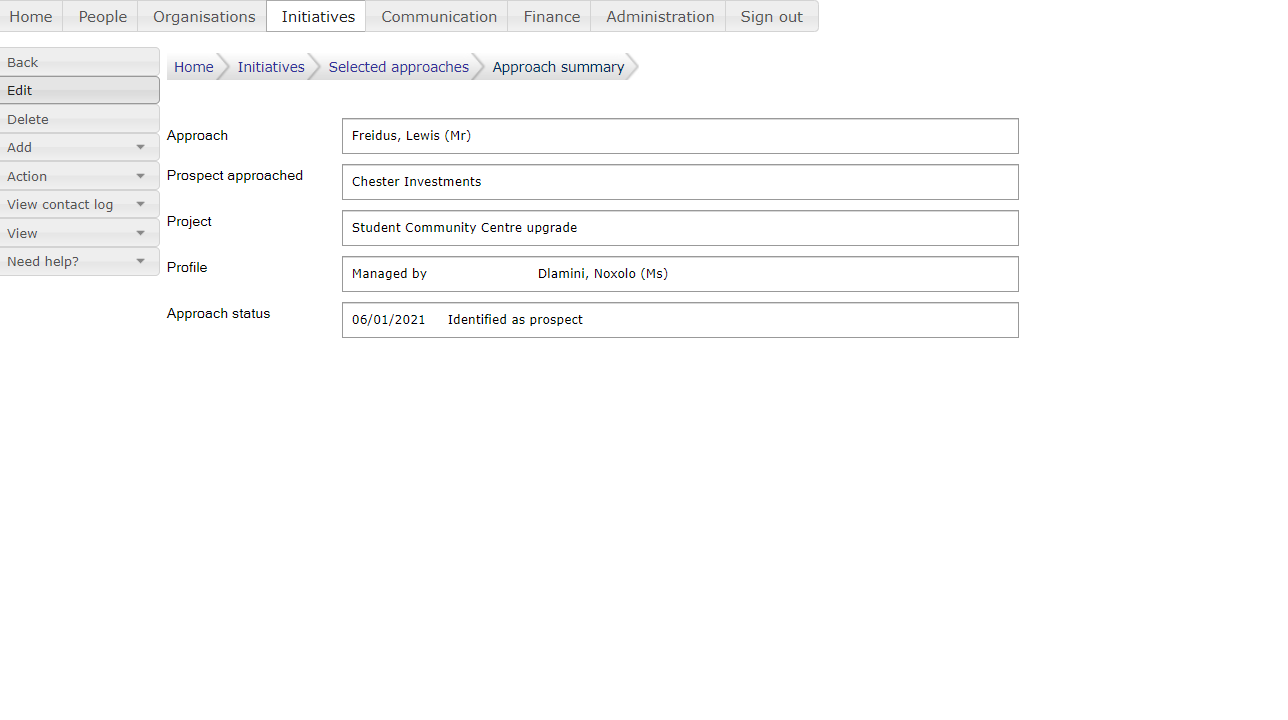 Home People Organisations Initiatives Communication Finance Administration Sign out
Back
Edit
Delete
Add
Action
View contact log
View
Need help?
Home Initiatives Selected approaches Approach summary
Approach Freidus, Lewis (Mr)
Prospect approached Chester Investments
Project Student Community Centre upgrade
Profile Managed by Dlamini, Noxolo (Ms)
Approach status 06/01/2021 Identified as prospect